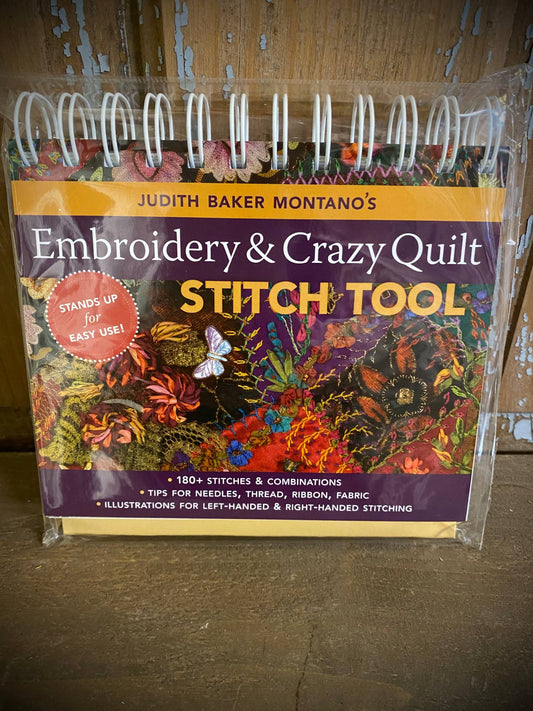 JUDITH BAKER MONTANO'S
Embroidery & Crazy Quilt
STITCH TOOL
STANDS UP
for
EASY USE!
• 180+ STITCHES & COMBINATIONS
• TIPS FOR NEEDLES, THREAD, RIBBON, FABRIC
• ILLUSTRATIONS FOR LEFT-HANDED & RIGHT-HANDED STITCHING